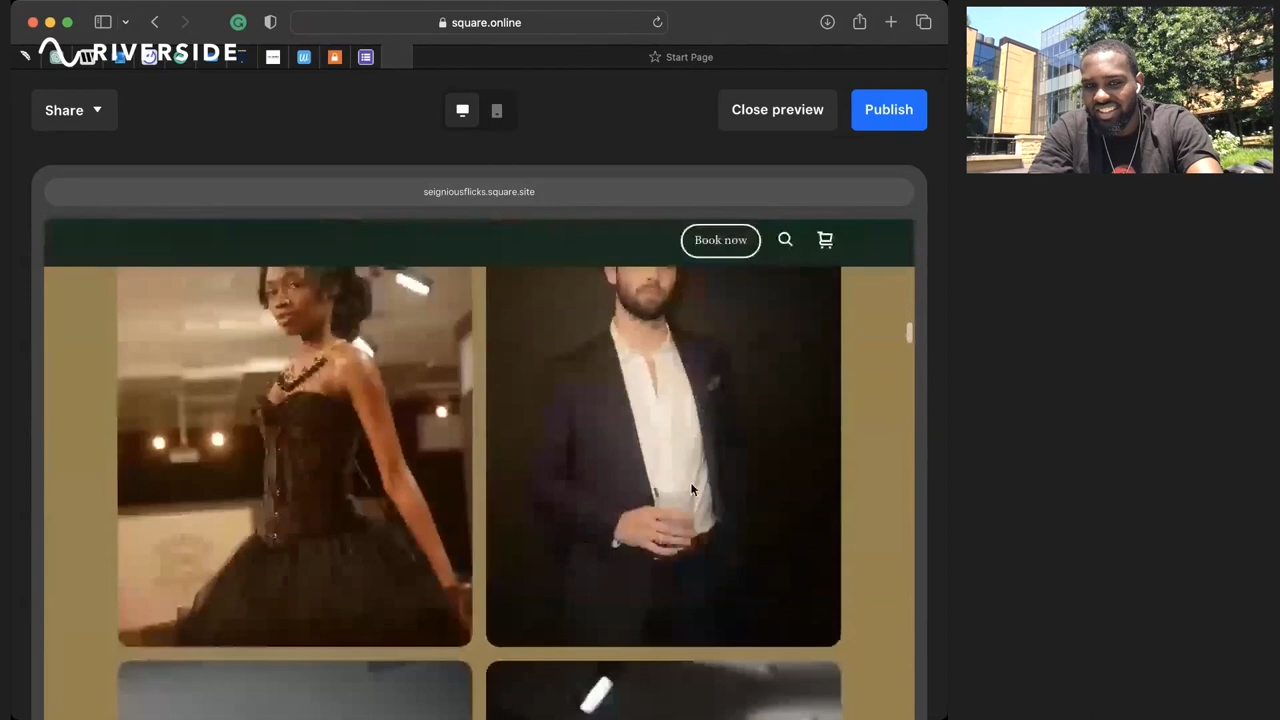 square.online
RIVERSIDE
Start Page
Share
Close preview
Publish
seigniousflicks.square.site
Book now